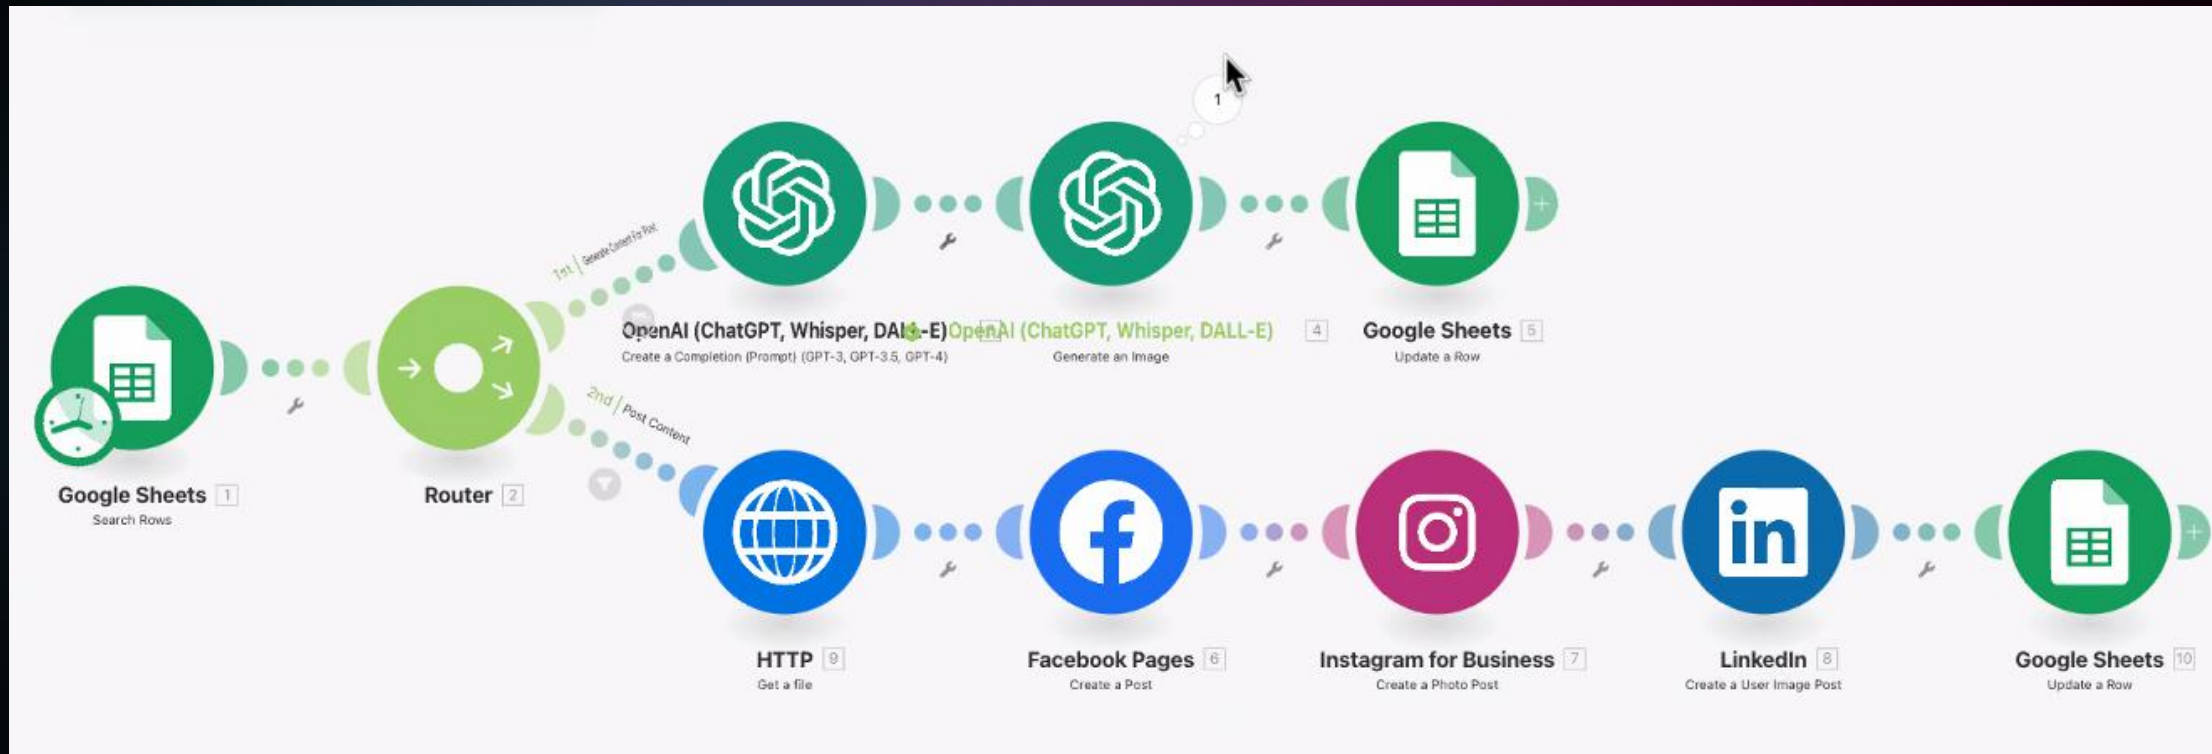 1
1st | Generate Content For Post
OpenAI (ChatGPT, Whisper, DALL-E)
Create a Completion (Prompt) (GPT-3, GPT-3.5, GPT-4)
OpenAI (ChatGPT, Whisper, DALL-E) 4
Generate an Image
Google Sheets 5
Update a Row
Google Sheets 1
Search Rows
Router 2
2nd | Post Content
HTTP 9
Get a file
Facebook Pages 6
Create a Post
Instagram for Business 7
Create a Photo Post
in
LinkedIn 8
Create a User Image Post
Google Sheets 10
Update a Row